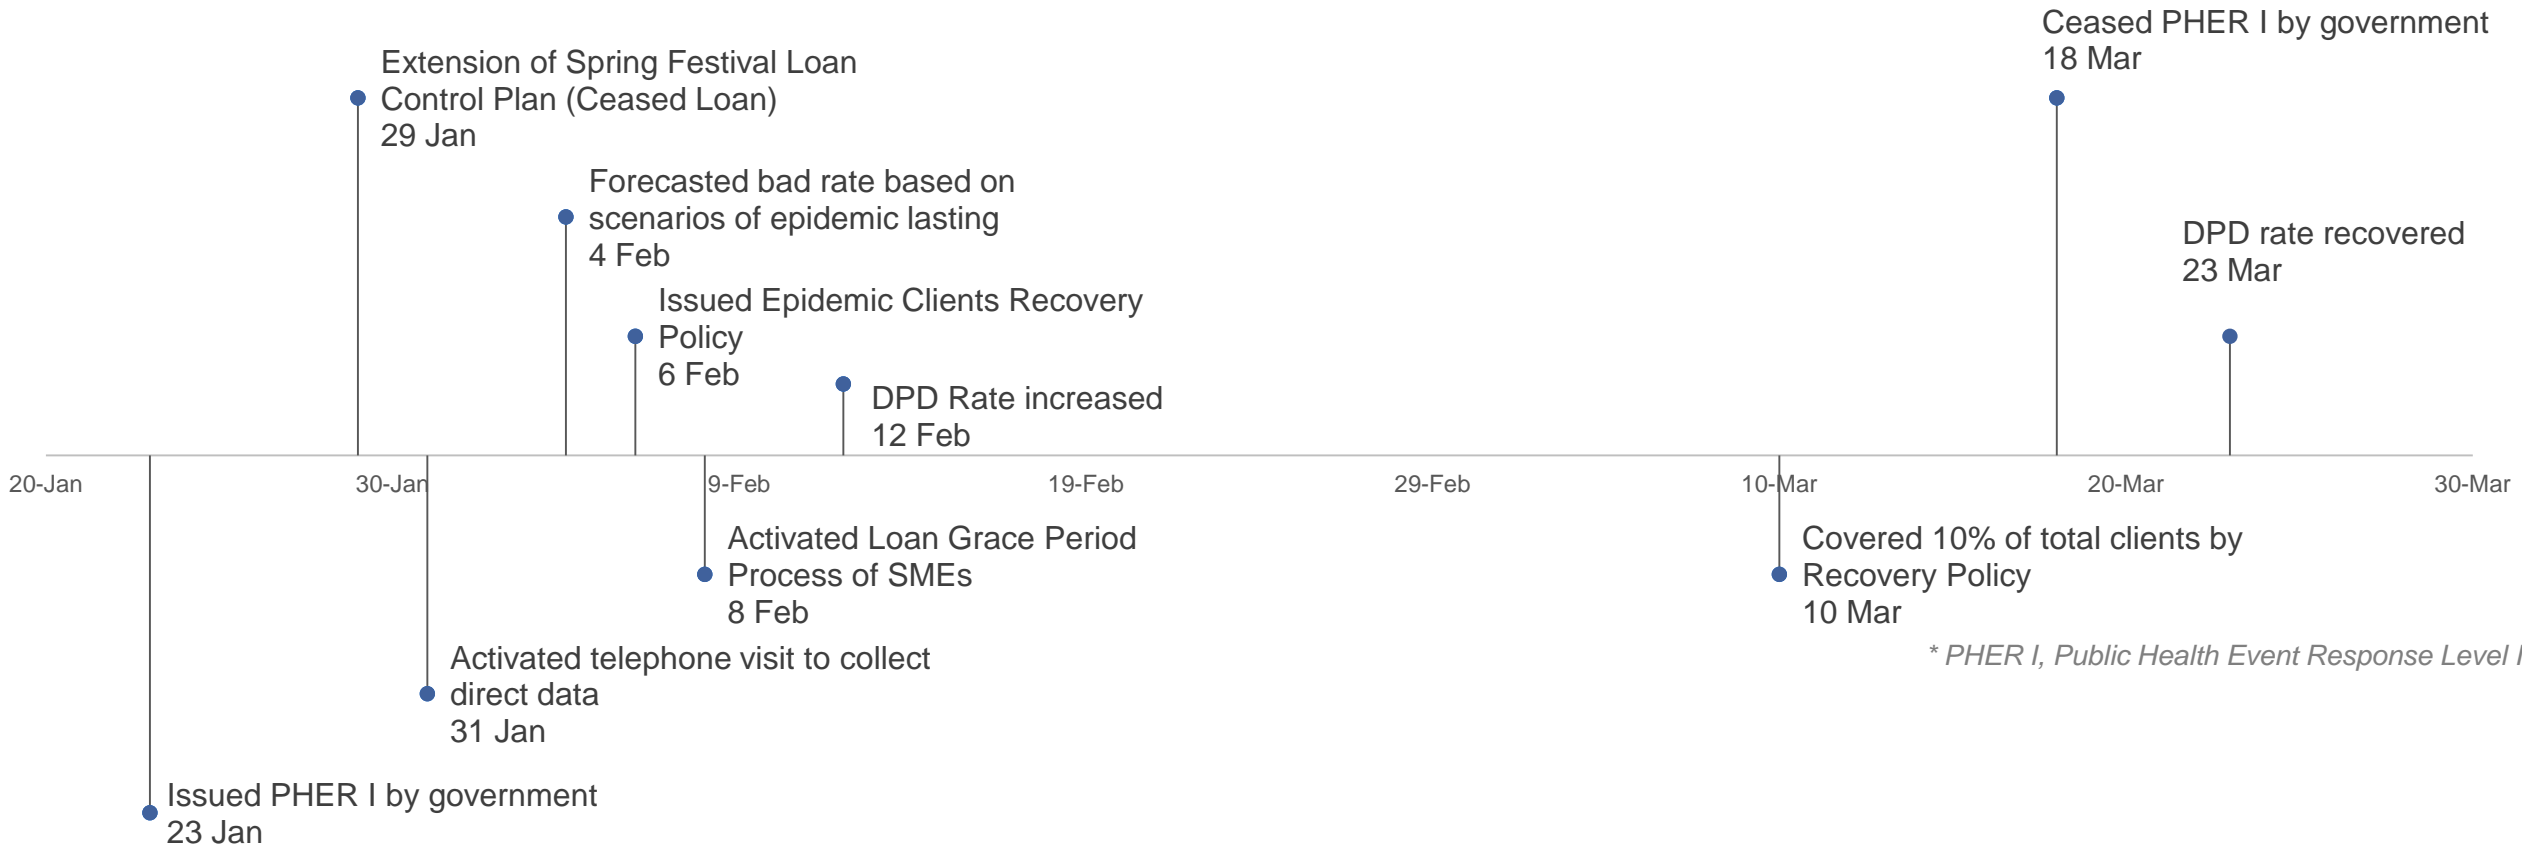 Ceased PHER I by government
18 Mar
Extension of Spring Festival Loan
Control Plan (Ceased Loan)
29 Jan
Forecasted bad rate based on
scenarios of epidemic lasting
4 Feb
DPD rate recovered
23 Mar
Issued Epidemic Clients Recovery
Policy
6 Feb
DPD Rate increased
12 Feb
20-Jan 30-Jan 9-Feb 19-Feb 29-Feb 10-Mar 20-Mar 30-Mar
Activated Loan Grace Period
Process of SMEs
8 Feb
Covered 10% of total clients by
Recovery Policy
10 Mar
* PHER I, Public Health Event Response Level I
Activated telephone visit to collect
direct data
31 Jan
Issued PHER I by government
23 Jan